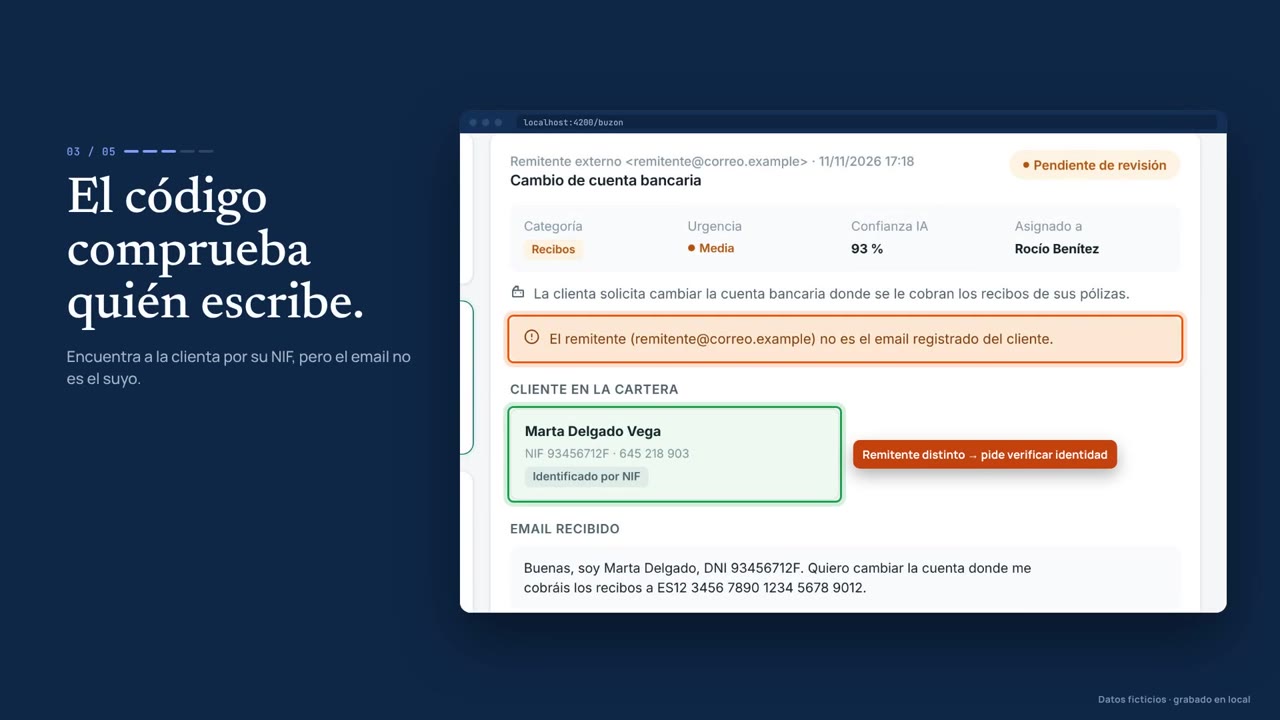 03 / 05
El código
comprueba
quién escribe.
Encuentra a la clienta por su NIF, pero el email no
es el suyo.
localhost:4200/buzon
Remitente externo <remitente@correo.example> · 11/11/2026 17:18
Pendiente de revisión
Cambio de cuenta bancaria
Categoría
Recibos
Urgencia
Media
Confianza IA
93 %
Asignado a
Rocío Benítez
La clienta solicita cambiar la cuenta bancaria donde se le cobran los recibos de sus pólizas.
El remitente (remitente@correo.example) no es el email registrado del cliente.
CLIENTE EN LA CARTERA
Marta Delgado Vega
NIF 93456712F · 645 218 903
Identificado por NIF
Remitente distinto → pide verificar identidad
EMAIL RECIBIDO
Buenas, soy Marta Delgado, DNI 93456712F. Quiero cambiar la cuenta donde me
cobráis los recibos a ES12 3456 7890 1234 5678 9012.
Datos ficticios · grabado en local